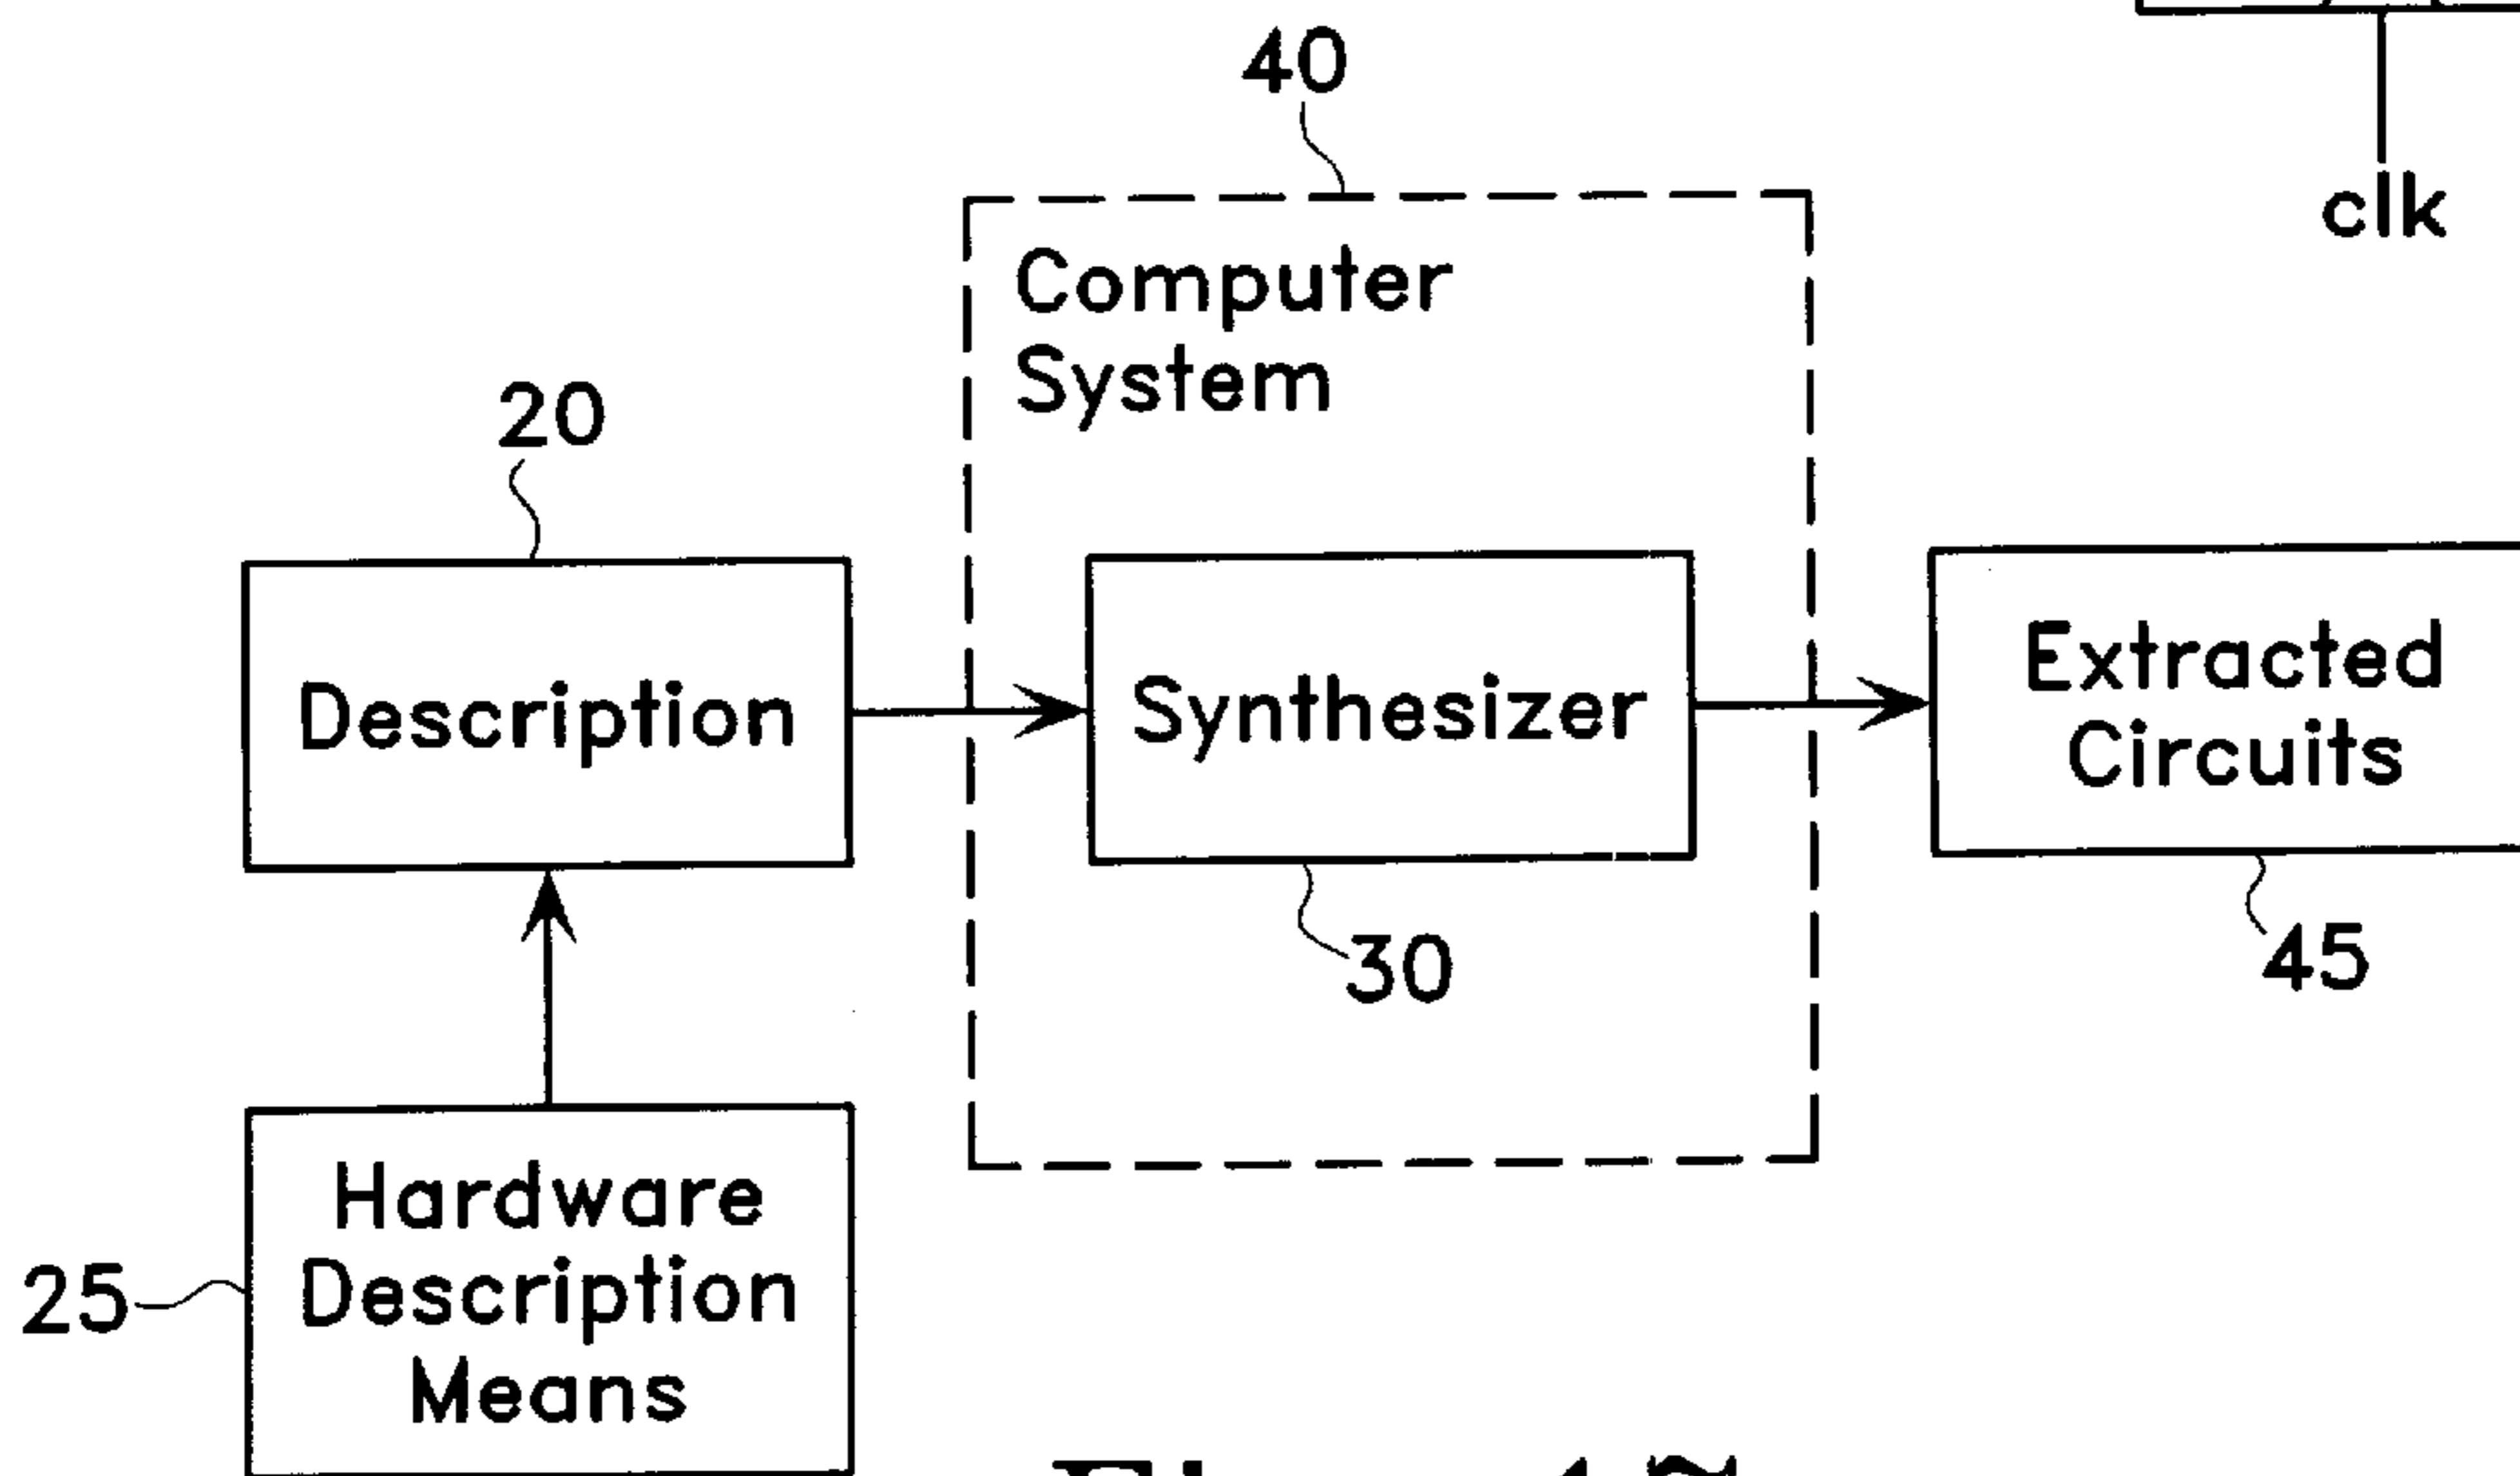 40
clk
Computer
System
20
Description
Synthesizer
Extracted
Circuits
30
45
Hardware
Description
Means
25